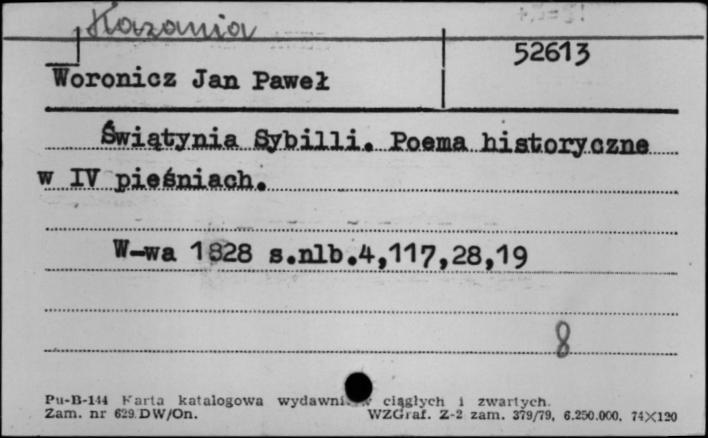 Kazania
52613
Woronicz Jan Paweł
Świątynia Sybilli. Poema historyczne
w IV pieśniach.
W-wa 1828 s.nlb.4,117,28,19
8
Pu-B-144 Karta katalogowa ciągłych i zwartych.
Zam. nr 629/DW/On. WZGraf. Z-2 zam. 379/79, 6.250.000, 74×120